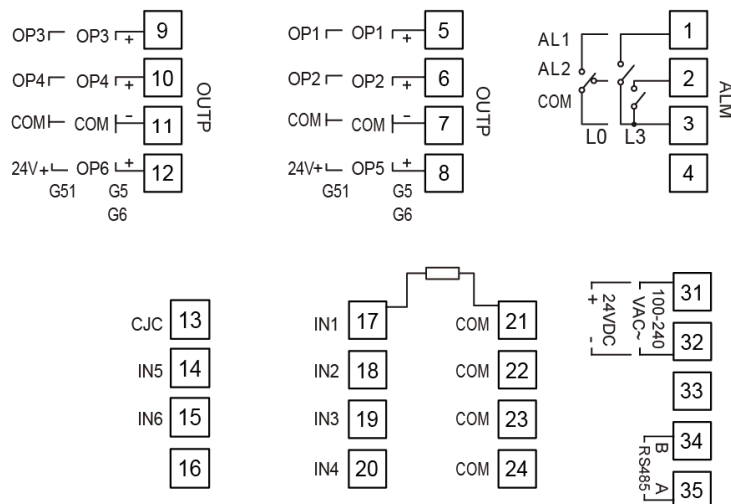 OP3 OP3 + 9
OP4 OP4 + 10
COM COM - 11
24V+ OP6 + 12
G51 G5
G6
OUTP
OP1 OP1 + 5
OP2 OP2 + 6
COM COM - 7
24V+ OP5 + 8
G51 G5
G6
OUTP
AL1 1
AL2 2
COM 3
L0 L3
4
ALM
CJC 13
IN5 14
IN6 15
16
IN1 17
IN2 18
IN3 19
IN4 20
COM 21
COM 22
COM 23
COM 24
31
32
33
34
35
100-240
VAC~
24VDC
+ -
B A
RS485